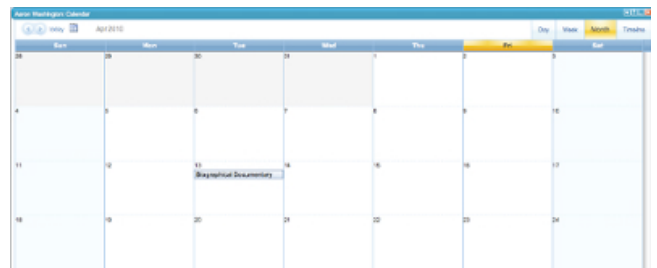 Aaron Washington Calendar
today Apr 2010 Day Week Month Timeline
Sun Mon Tue Wed Thu Fri Sat
28 29 30 31 1 2 3
4 5 6 7 8 9 10
11 12 13 14 15 16 17
Biographical Documentary
18 19 20 21 22 23 24